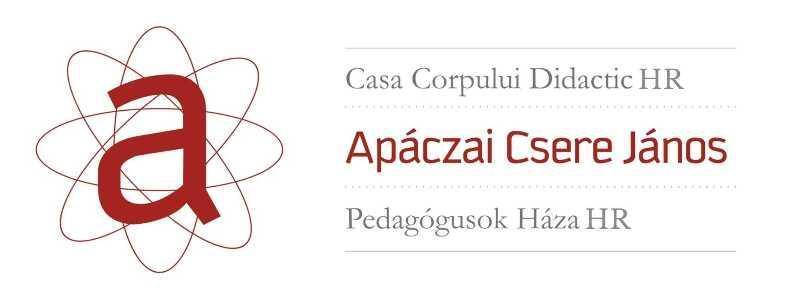 a
Casa Corpului Didactic HR
Apáczai Csere János
Pedagógusok Háza HR